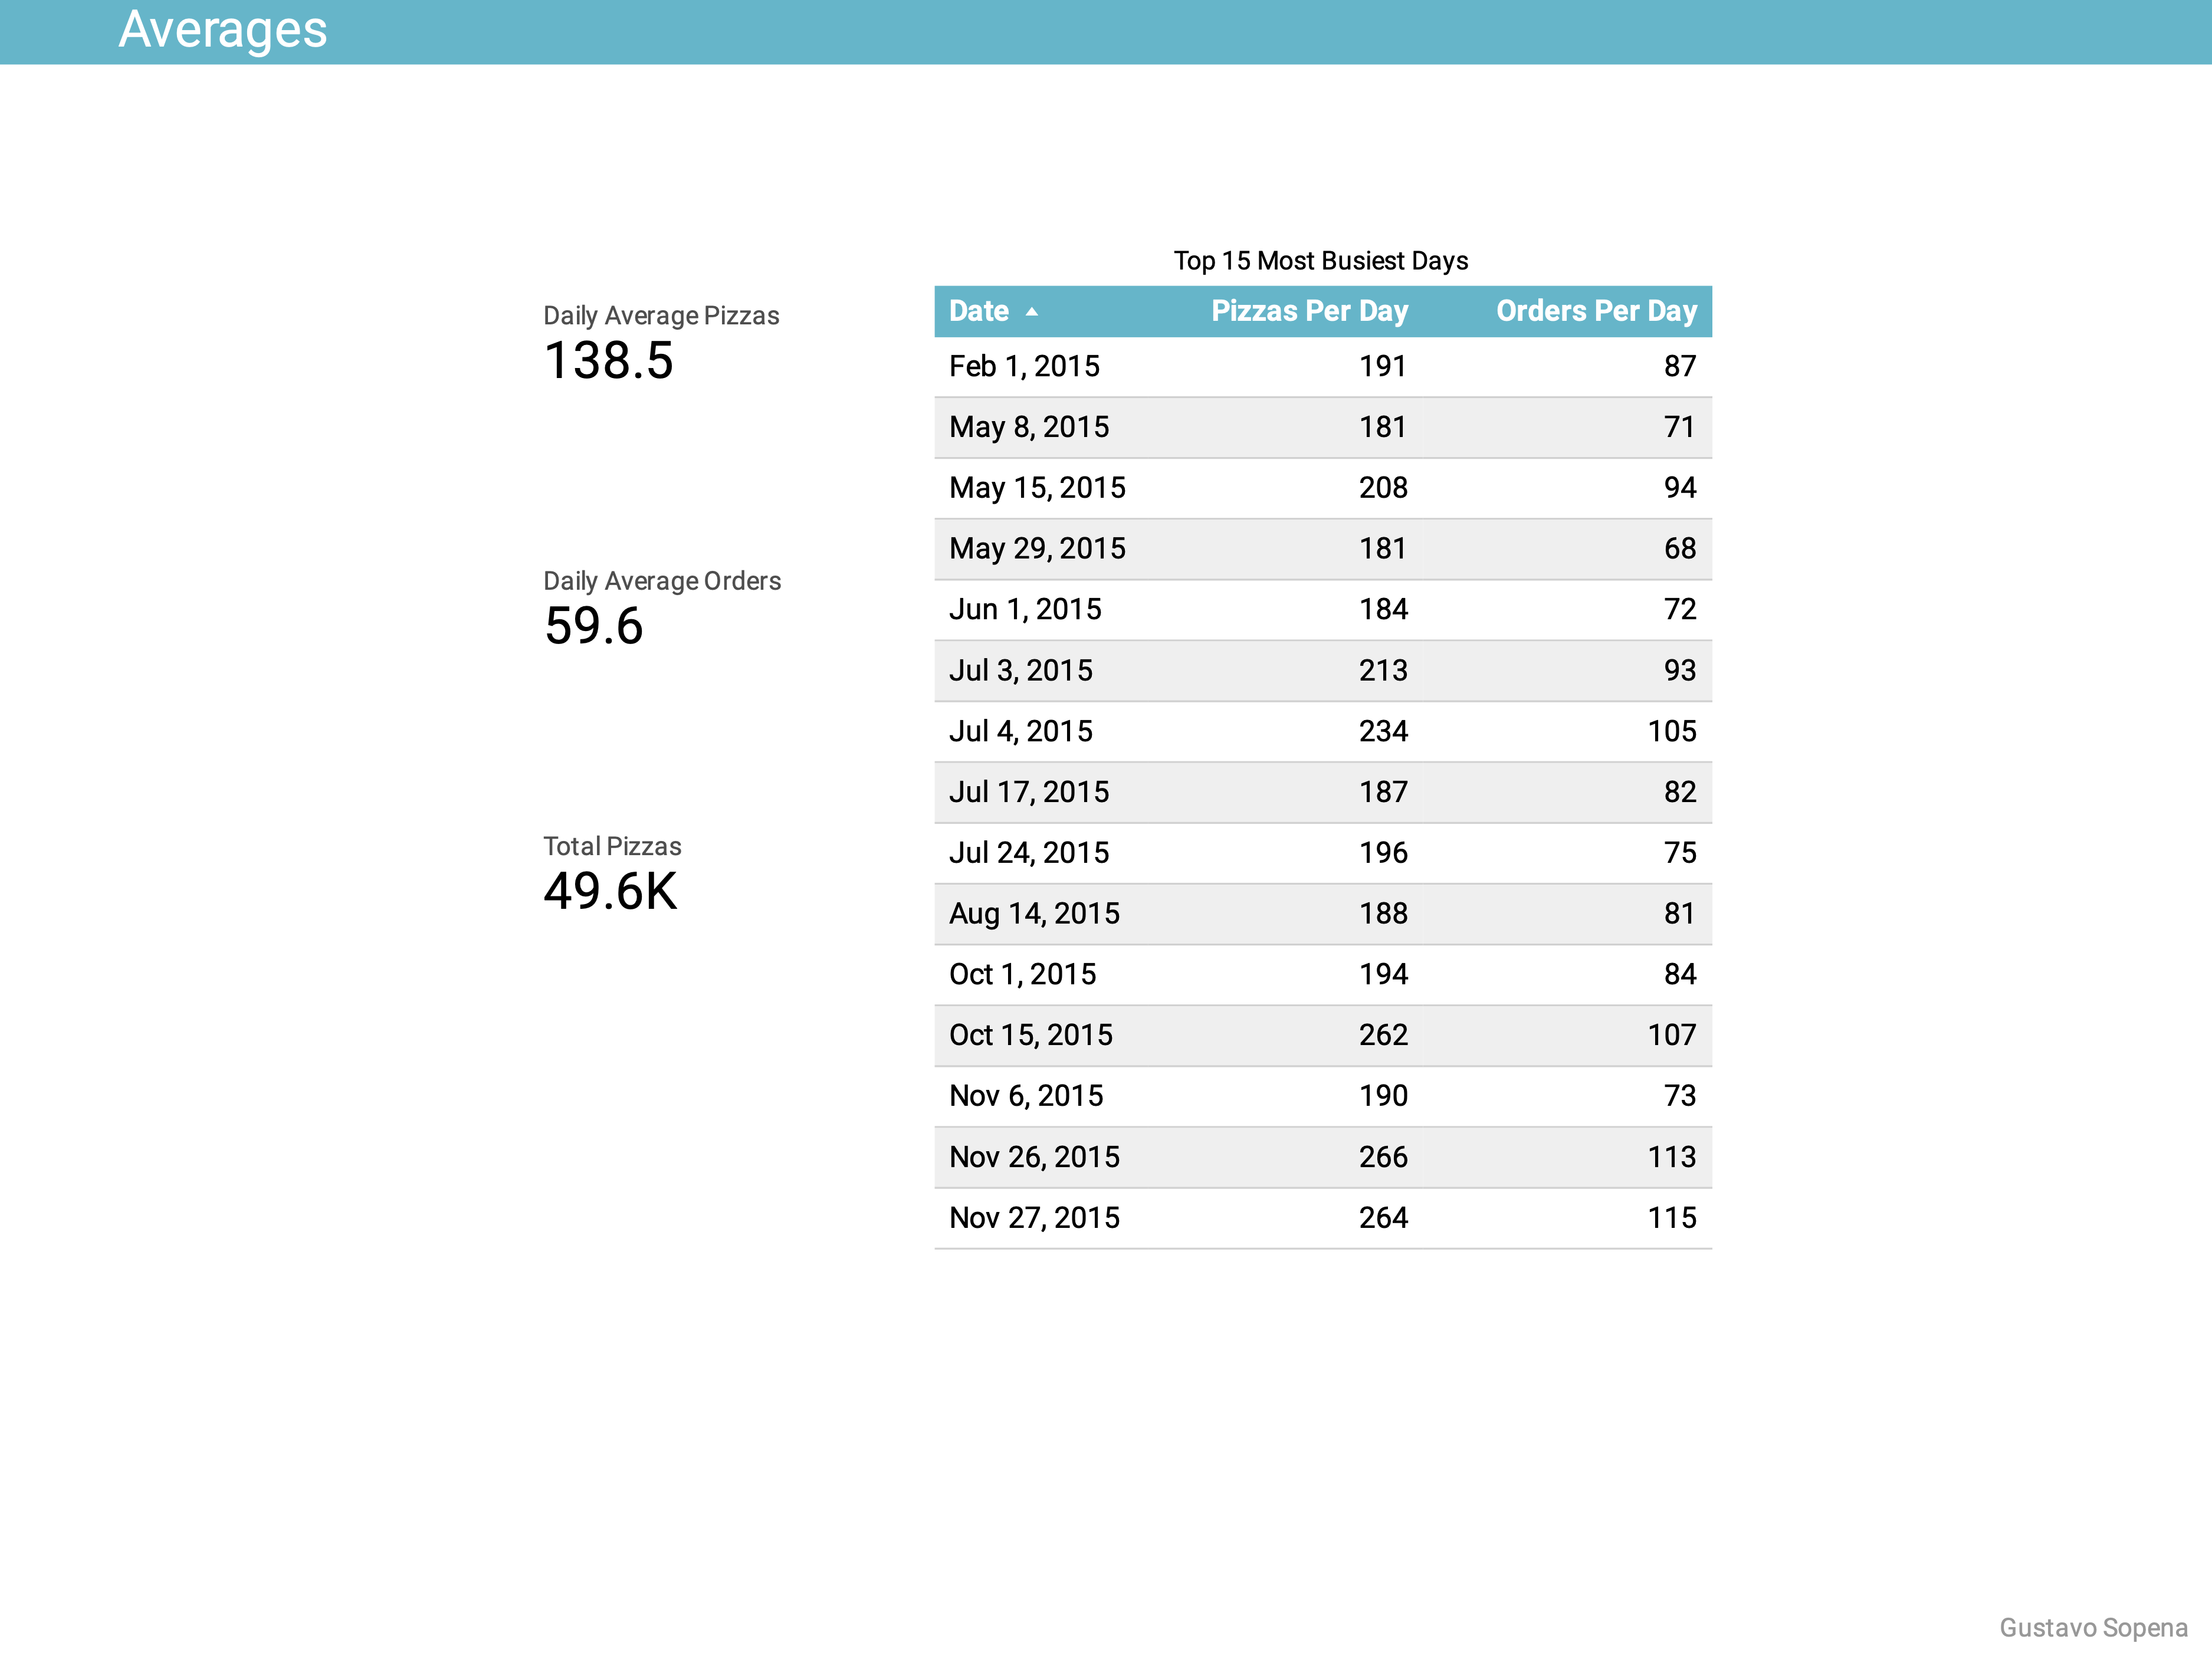 Averages
Daily Average Pizzas
138.5
Daily Average Orders
59.6
Total Pizzas
49.6K
Top 15 Most Busiest Days
Date Pizzas Per Day Orders Per Day
Feb 1, 2015 191 87
May 8, 2015 181 71
May 15, 2015 208 94
May 29, 2015 181 68
Jun 1, 2015 184 72
Jul 3, 2015 213 93
Jul 4, 2015 234 105
Jul 17, 2015 187 82
Jul 24, 2015 196 75
Aug 14, 2015 188 81
Oct 1, 2015 194 84
Oct 15, 2015 262 107
Nov 6, 2015 190 73
Nov 26, 2015 266 113
Nov 27, 2015 264 115
Gustavo Sopena